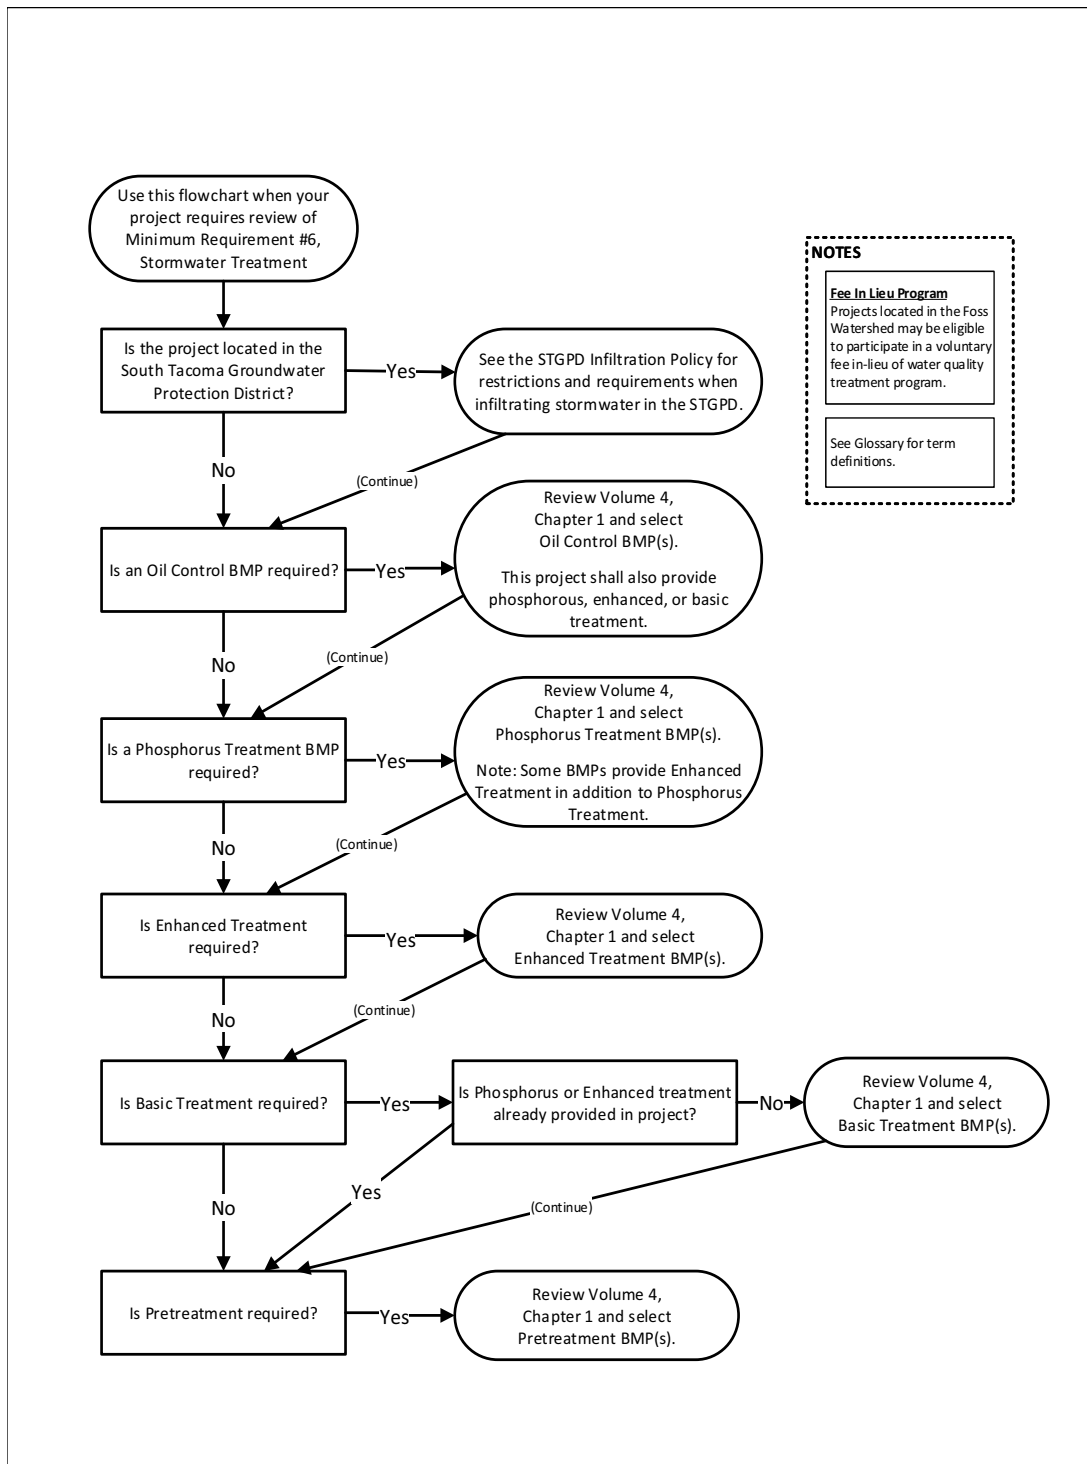 Use this flowchart when your
project requires review of
Minimum Requirement #6,
Stormwater Treatment
NOTES
Fee In Lieu Program
Projects located in the Foss
Watershed may be eligible
to participate in a voluntary
fee in-lieu of water quality
treatment program.
See Glossary for term
definitions.
Is the project located in the
South Tacoma Groundwater
Protection District?
Yes
See the STGPD Infiltration Policy for
restrictions and requirements when
infiltrating stormwater in the STGPD.
No
(Continue)
Is an Oil Control BMP required?
Yes
Review Volume 4,
Chapter 1 and select
Oil Control BMP(s).
This project shall also provide
phosphorous, enhanced, or basic
treatment.
No
(Continue)
Is a Phosphorus Treatment BMP
required?
Yes
Review Volume 4,
Chapter 1 and select
Phosphorus Treatment BMP(s).
Note: Some BMPs provide Enhanced
Treatment in addition to Phosphorus
Treatment.
No
(Continue)
Is Enhanced Treatment
required?
Yes
Review Volume 4,
Chapter 1 and select
Enhanced Treatment BMP(s).
No
(Continue)
Is Basic Treatment required?
Yes
Is Phosphorus or Enhanced treatment
already provided in project?
No
Review Volume 4,
Chapter 1 and select
Basic Treatment BMP(s).
No
Yes
(Continue)
Is Pretreatment required?
Yes
Review Volume 4,
Chapter 1 and select
Pretreatment BMP(s).